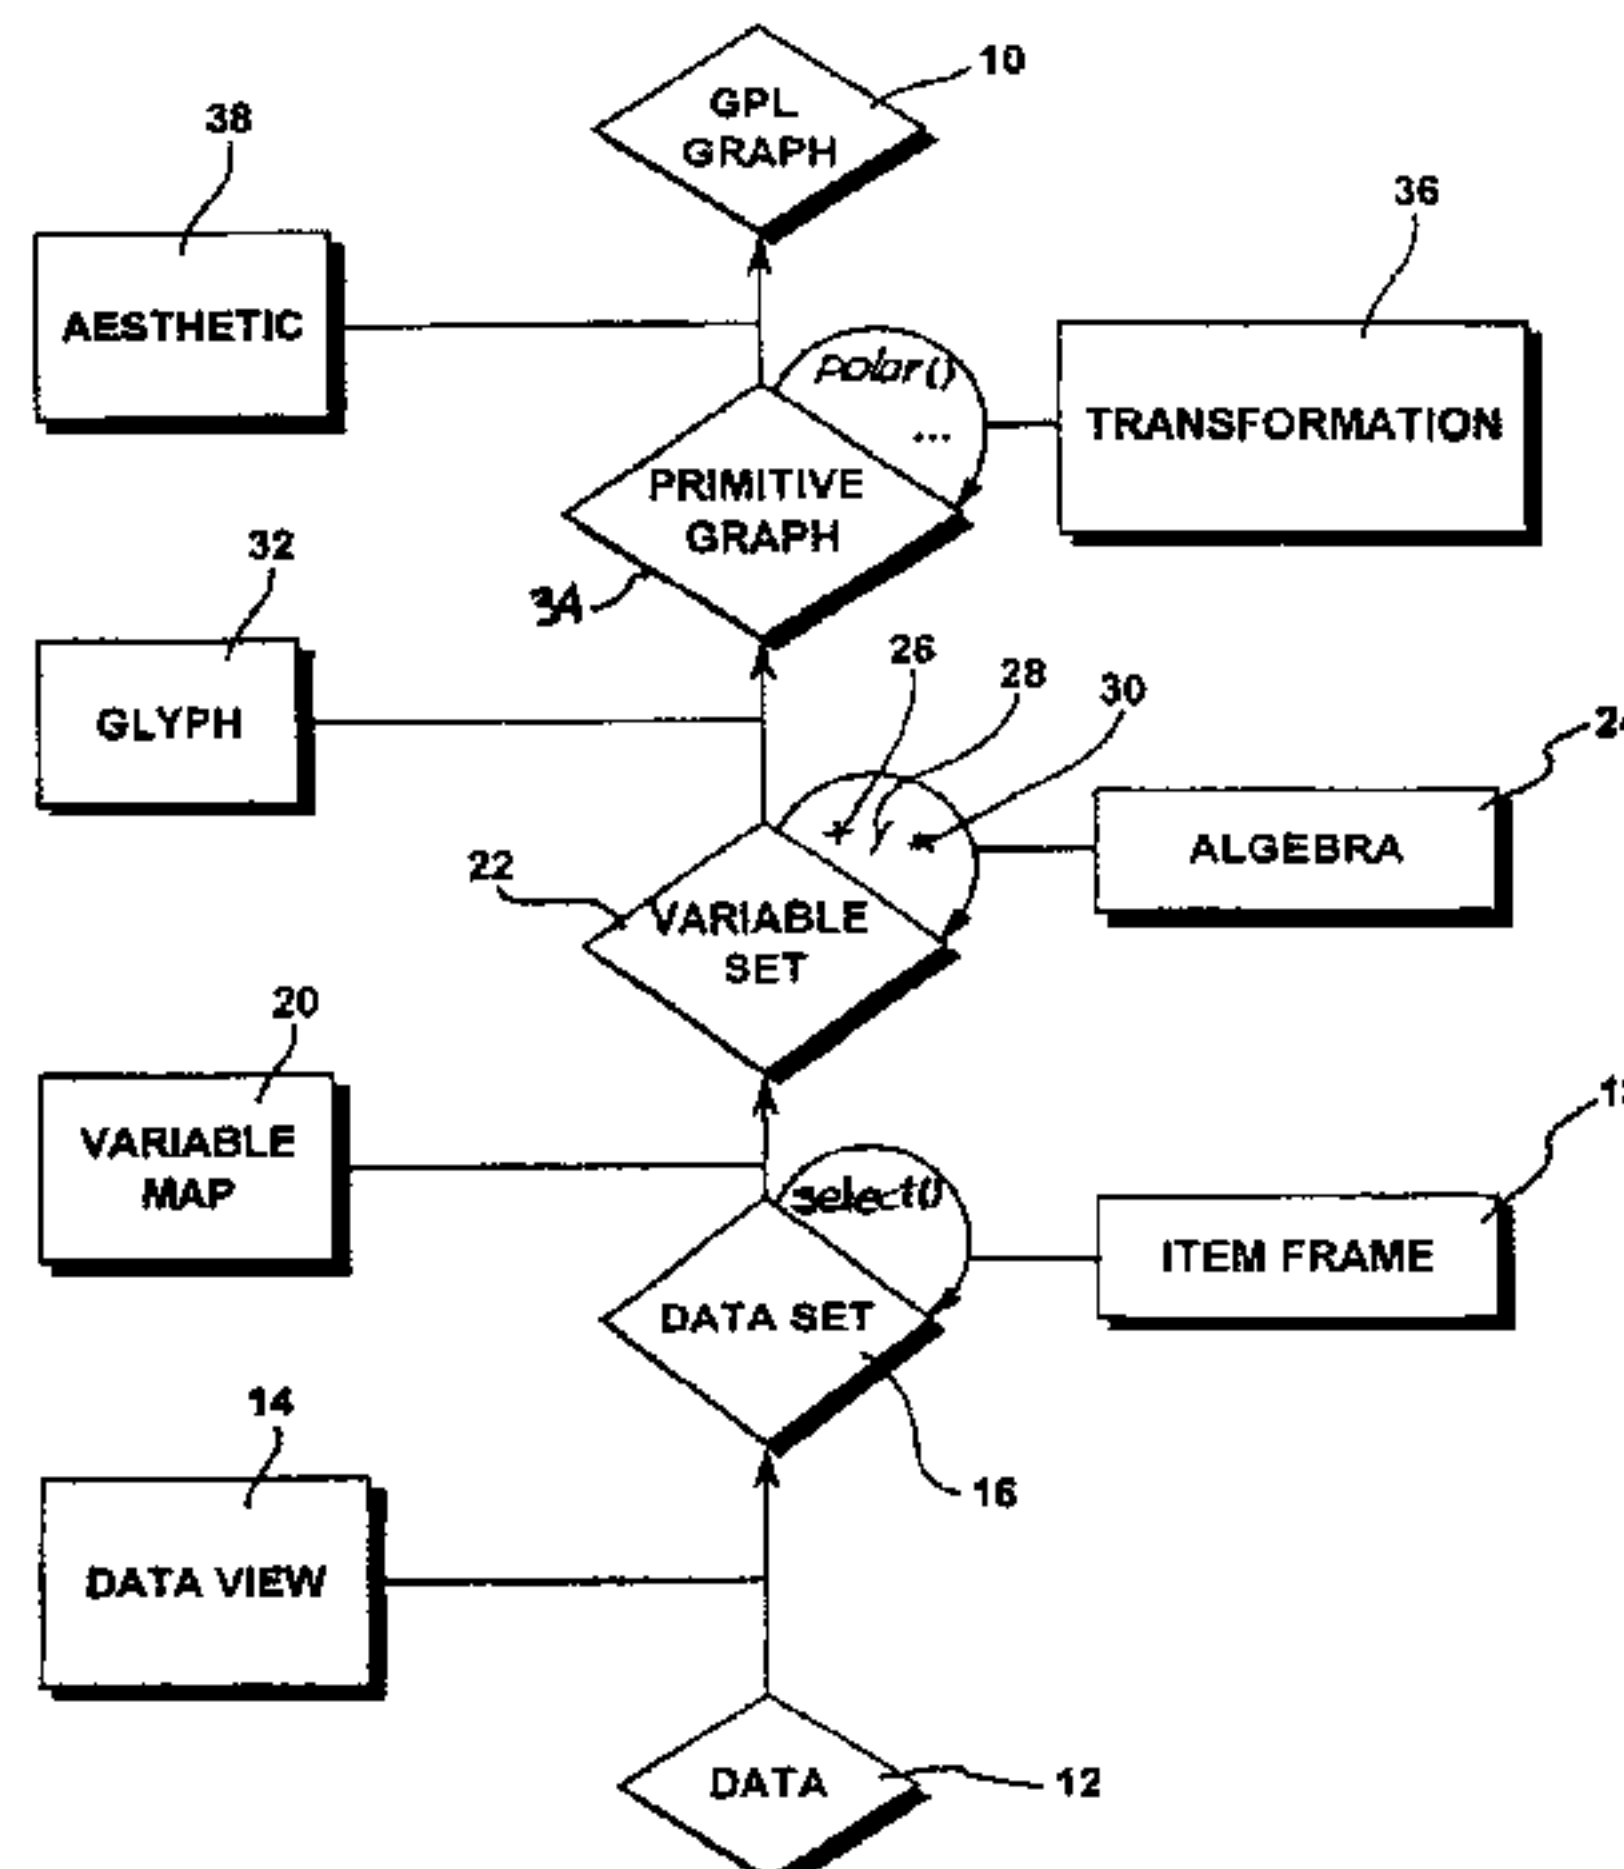 10
GPL
GRAPH
38
36
AESTHETIC
polar()
...
TRANSFORMATION
PRIMITIVE
GRAPH
34
32
26
28
30
GLYPH
+
/
*
ALGEBRA
22
VARIABLE
SET
20
VARIABLE
MAP
select()
ITEM FRAME
DATA SET
14
16
DATA VIEW
DATA
12